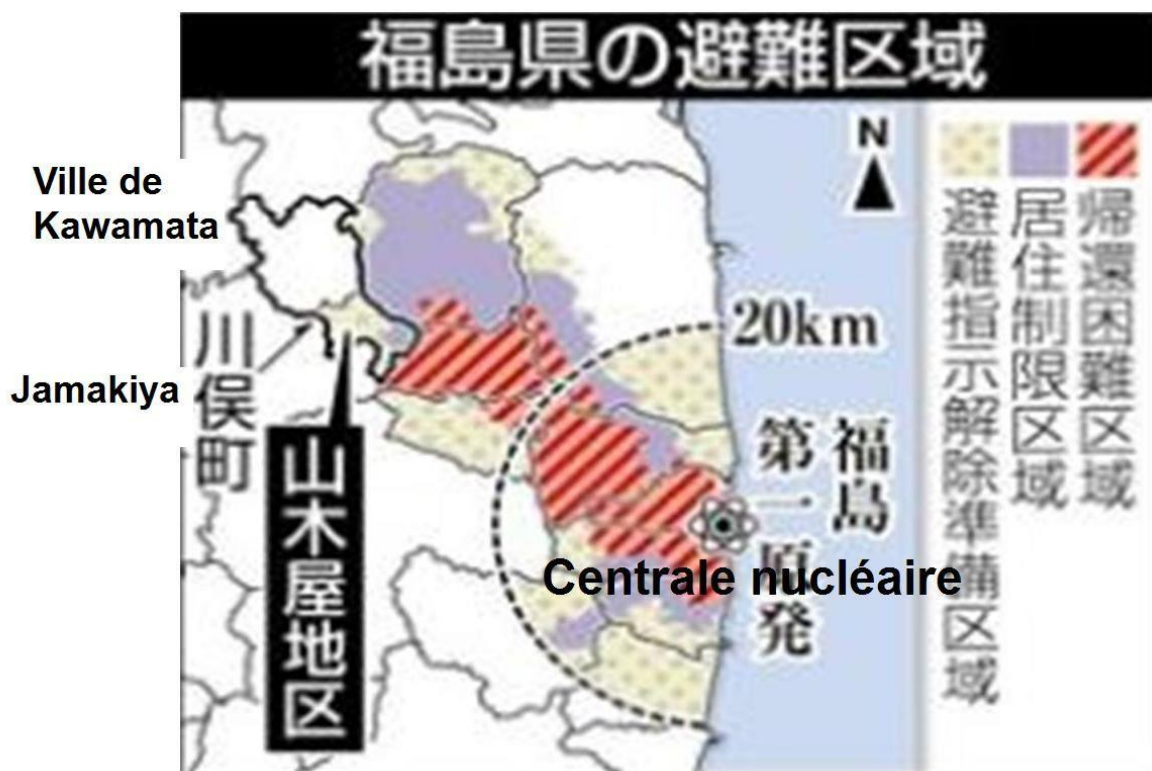 福島県の避難区域
Ville de
Kawamata
Jamakiya
川俣町
山木屋地区
N
20km
福島
第一原発
Centrale nucléaire
帰還困難区域
居住制限区域
避難指示解除準備区域